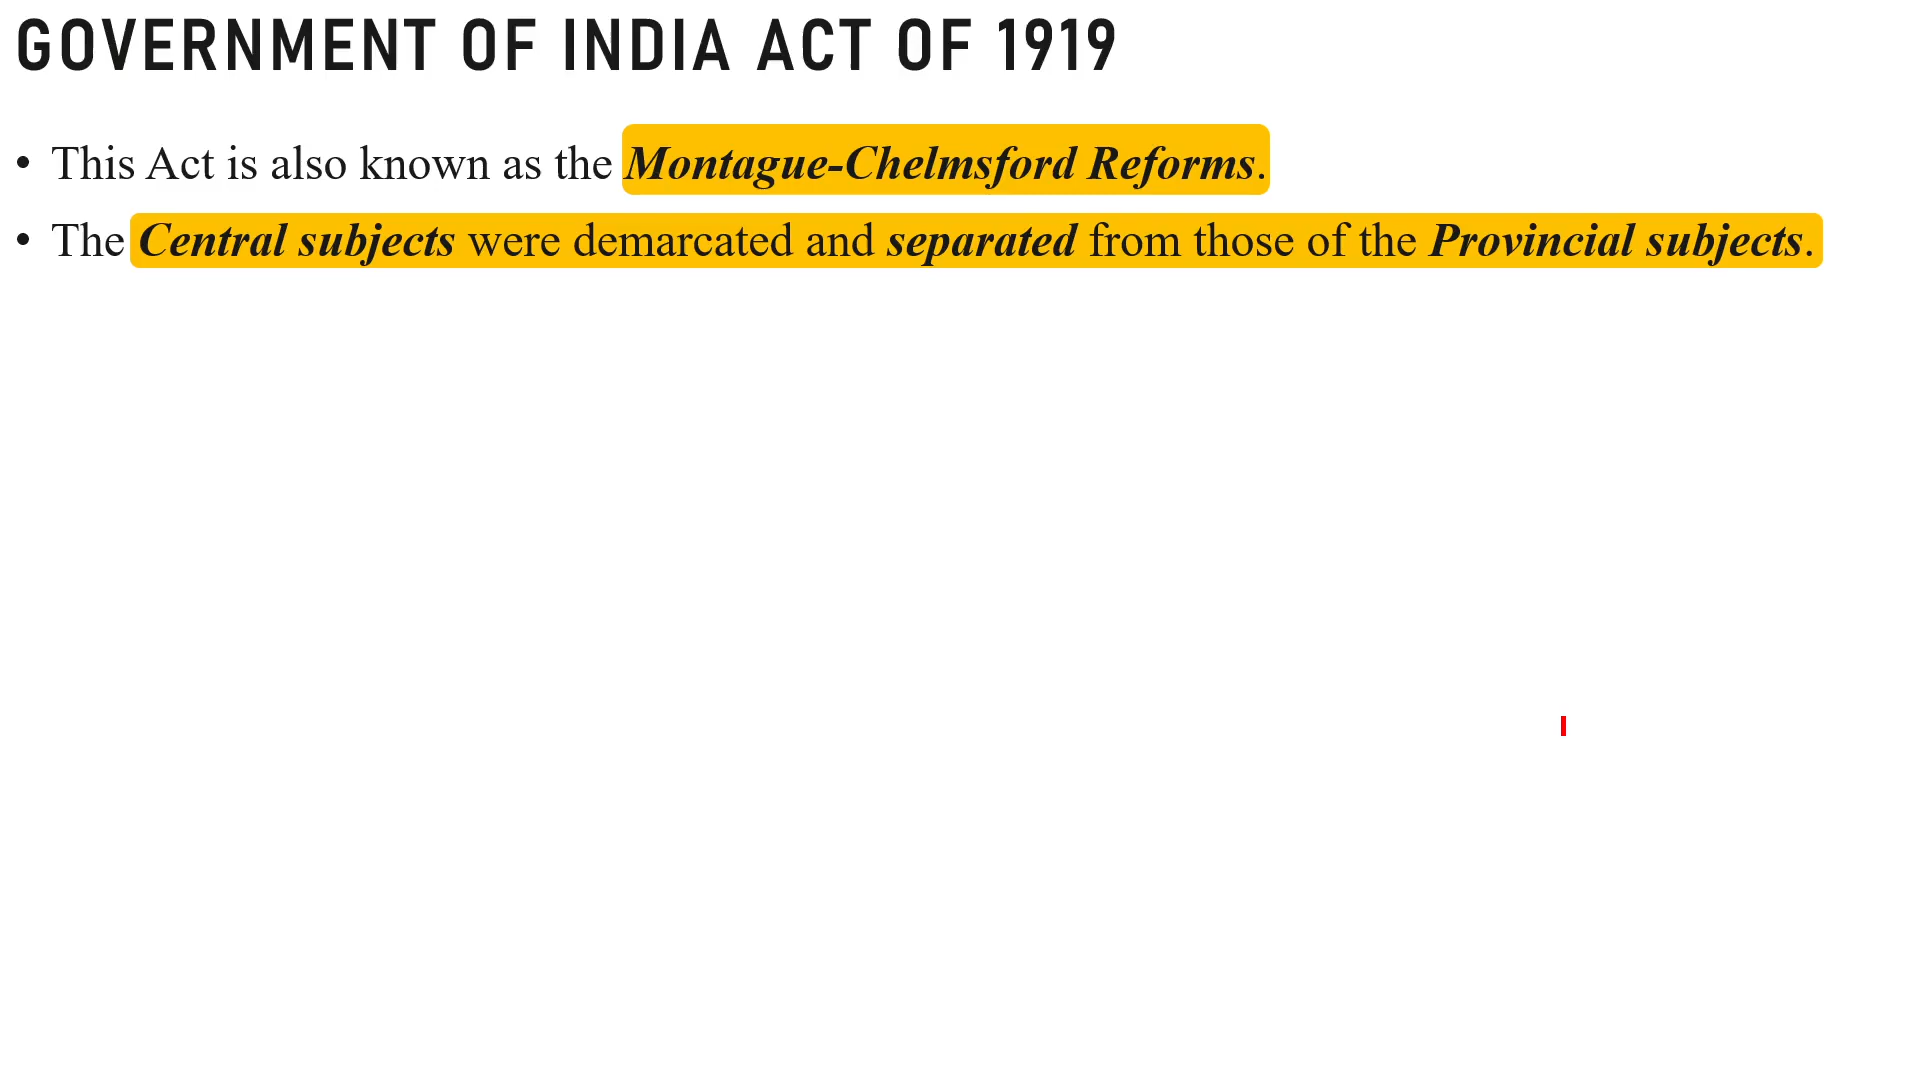 GOVERNMENT OF INDIA ACT OF 1919
• This Act is also known as the Montague-Chelmsford Reforms.
• The Central subjects were demarcated and separated from those of the Provincial subjects.